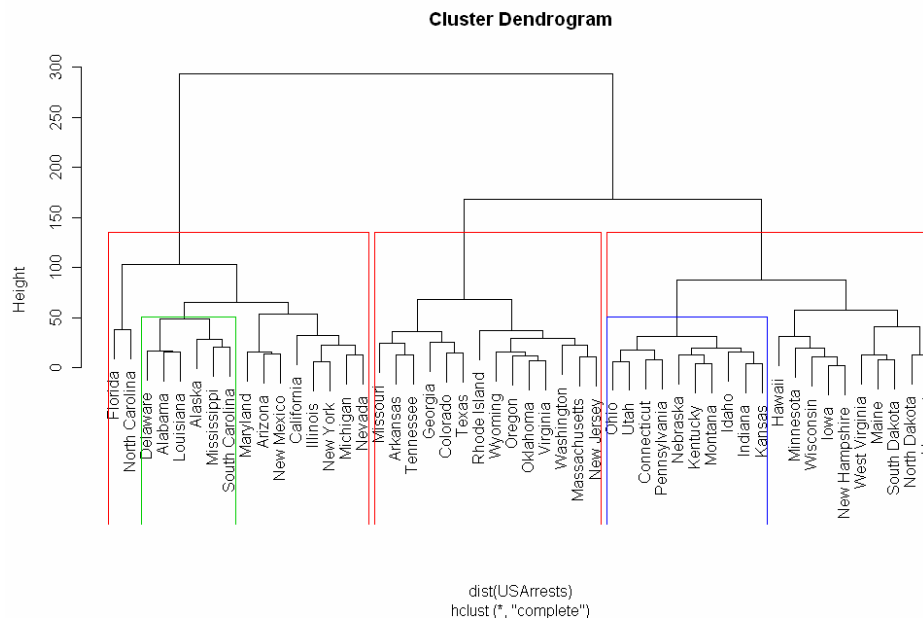 Cluster Dendrogram
Height
300
250
200
150
100
50
0
Florida
North Carolina
Delaware
Alabama
Louisiana
Alaska
Mississippi
South Carolina
Maryland
Arizona
New Mexico
California
Illinois
New York
Michigan
Nevada
Missouri
Arkansas
Tennessee
Georgia
Colorado
Texas
Rhode Island
Wyoming
Oregon
Oklahoma
Virginia
Washington
Massachusetts
New Jersey
Ohio
Utah
Connecticut
Pennsylvania
Nebraska
Kentucky
Montana
Idaho
Indiana
Kansas
Hawaii
Minnesota
Wisconsin
Iowa
New Hampshire
West Virginia
Maine
South Dakota
North Dakota
dist(USArrests)
hclust (*, "complete")